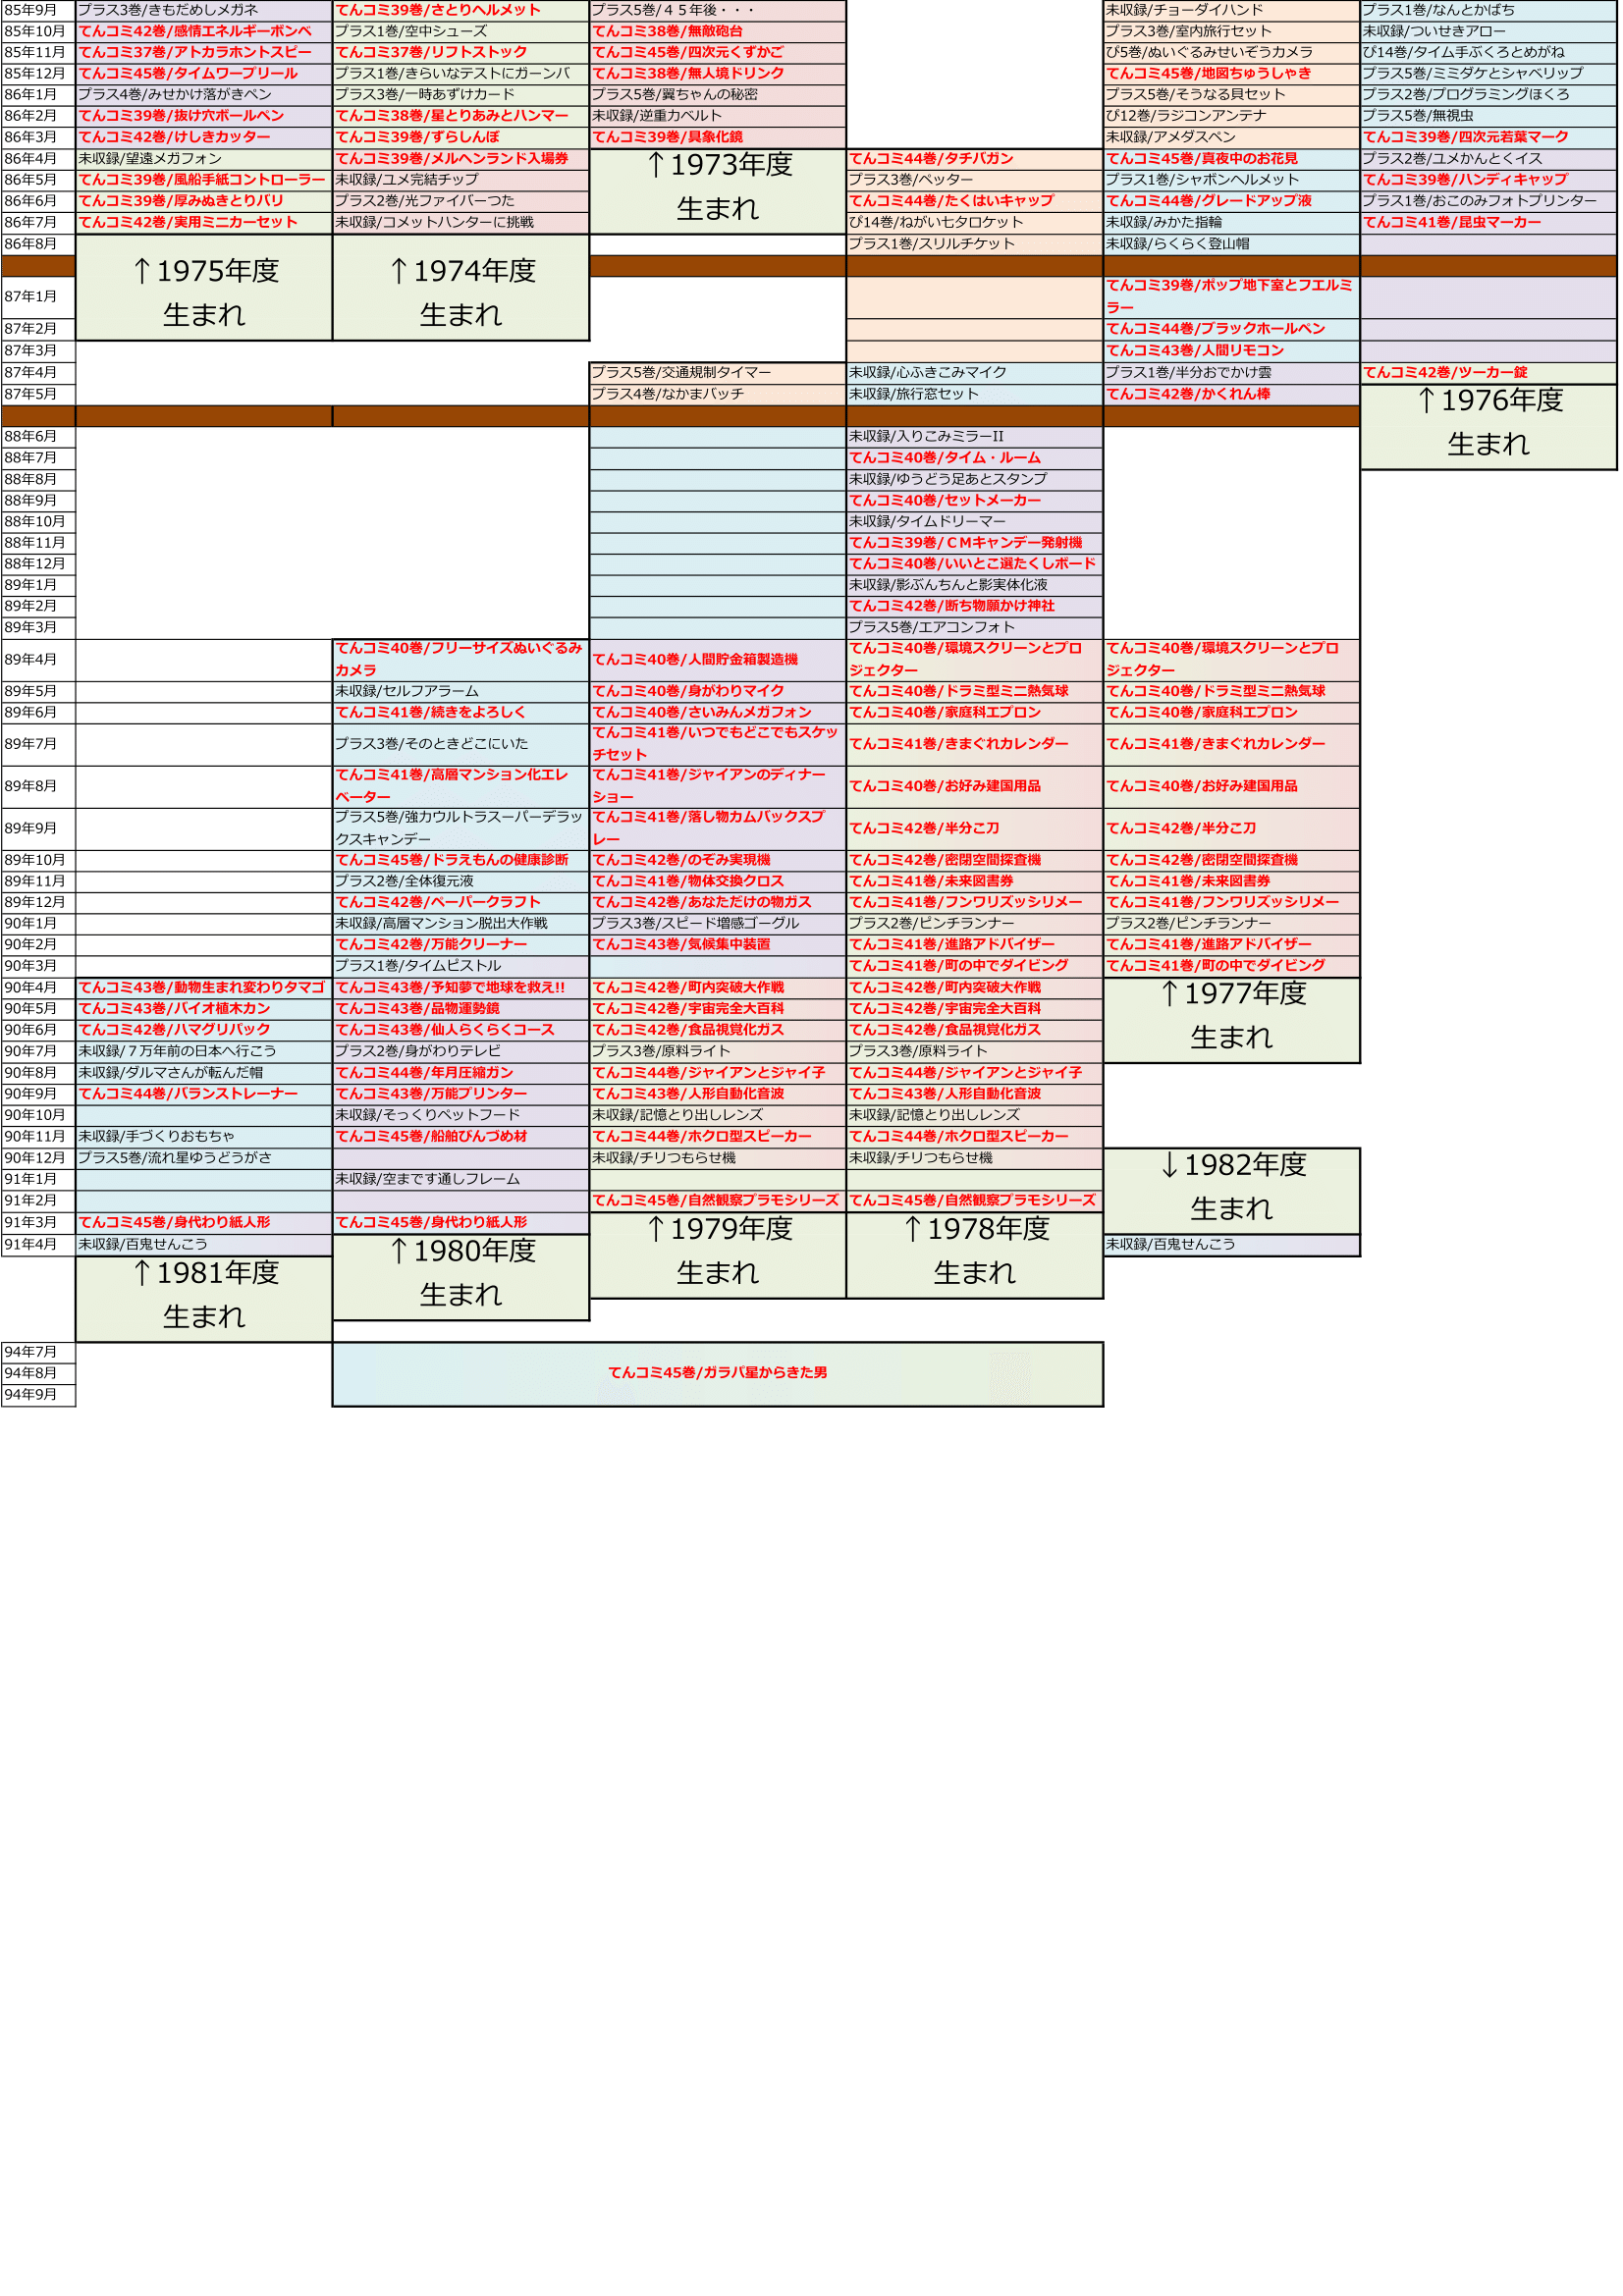 85年9月 プラス3巻/きもだめしメガネ てんコミ39巻/さとりヘルメット プラス5巻/４５年後・・・ 未収録/チョーダイハンド プラス1巻/なんとかばち
85年10月 てんコミ42巻/感情エネルギーボンベ プラス1巻/空中シューズ てんコミ38巻/無敵砲台 プラス3巻/室内旅行セット 未収録/ついせきアロー
85年11月 てんコミ37巻/アトカラホントスピー てんコミ37巻/リフトストック てんコミ45巻/四次元くずかご ぴ5巻/ぬいぐるみせいぞうカメラ ぴ14巻/タイム手ぶくろとめがね
85年12月 てんコミ45巻/タイムワープリール プラス1巻/きらいなテストにガーンバ てんコミ38巻/無人境ドリンク てんコミ45巻/地図ちゅうしゃき プラス5巻/ミミダケとシャベリップ
86年1月 プラス4巻/みせかけ落がきペン プラス3巻/一時あずけカード プラス5巻/翼ちゃんの秘密 プラス5巻/そうなる貝セット プラス2巻/プログラミングほくろ
86年2月 てんコミ39巻/抜け穴ボールペン てんコミ38巻/星とりあみとハンマー 未収録/逆重力ベルト ぴ12巻/ラジコンアンテナ プラス5巻/無視虫
86年3月 てんコミ42巻/けしきカッター てんコミ39巻/ずらしんぼ てんコミ39巻/具象化鏡 未収録/アメダスペン てんコミ39巻/四次元若葉マーク
86年4月 未収録/望遠メガフォン てんコミ39巻/メルヘンランド入場券 ↑1973年度 てんコミ44巻/タチバガン てんコミ45巻/真夜中のお花見 プラス2巻/ユメかんとくイス
86年5月 てんコミ39巻/風船手紙コントローラー 未収録/ユメ完結チップ プラス3巻/ペッター プラス1巻/シャボンヘルメット てんコミ39巻/ハンディキャップ
86年6月 てんコミ39巻/厚みぬきとりバリ プラス2巻/光ファイバーつた 生まれ てんコミ44巻/たくはいキャップ てんコミ44巻/グレードアップ液 プラス1巻/おこのみフォトプリンター
86年7月 てんコミ42巻/実用ミニカーセット 未収録/コメットハンターに挑戦 ぴ14巻/ねがい七夕ロケット 未収録/みかた指輪 てんコミ41巻/昆虫マーカー
86年8月 プラス1巻/スリルチケット 未収録/らくらく登山帽
↑1975年度 ↑1974年度
生まれ 生まれ
87年1月 てんコミ39巻/ポップ地下室とフエルミ
ラー
87年2月 てんコミ44巻/ブラックホールペン
87年3月 てんコミ43巻/人間リモコン
87年4月 プラス5巻/交通規制タイマー 未収録/心ふきこみマイク プラス1巻/半分おでかけ雲 てんコミ42巻/ツーカー錠
87年5月 プラス4巻/なかまバッチ 未収録/旅行窓セット てんコミ42巻/かくれん棒 ↑1976年度
生まれ
88年6月 未収録/入りこみミラーII
88年7月 てんコミ40巻/タイム・ルーム
88年8月 未収録/ゆうどう足あとスタンプ
88年9月 てんコミ40巻/セットメーカー
88年10月 未収録/タイムドリーマー
88年11月 てんコミ39巻/ＣＭキャンデー発射機
88年12月 てんコミ40巻/いいとこ選たくしボード
89年1月 未収録/影ぶんちんと影実体化液
89年2月 てんコミ42巻/断ち物願かけ神社
89年3月 プラス5巻/エアコンフォト
89年4月 てんコミ40巻/フリーサイズぬいぐるみ てんコミ40巻/人間貯金箱製造機 てんコミ40巻/環境スクリーンとプロ てんコミ40巻/環境スクリーンとプロ
カメラ ジェクター ジェクター
89年5月 未収録/セルフアラーム てんコミ40巻/身がわりマイク てんコミ40巻/ドラミ型ミニ熱気球 てんコミ40巻/ドラミ型ミニ熱気球
89年6月 てんコミ41巻/続きをよろしく てんコミ40巻/さいみんメガフォン てんコミ40巻/家庭科エプロン てんコミ40巻/家庭科エプロン
89年7月 プラス3巻/そのときどこにいた てんコミ41巻/いつでもどこでもスケッ てんコミ41巻/きまぐれカレンダー てんコミ41巻/きまぐれカレンダー
チセット
89年8月 てんコミ41巻/高層マンション化エレ てんコミ41巻/ジャイアンのディナー てんコミ40巻/お好み建国用品 てんコミ40巻/お好み建国用品
ベーター ショー
89年9月 プラス5巻/強力ウルトラスーパーデラッ てんコミ41巻/落し物カムバックスプ てんコミ42巻/半分こ刀 てんコミ42巻/半分こ刀
クスキャンデー レー
89年10月 てんコミ45巻/ドラえもんの健康診断 てんコミ42巻/のぞみ実現機 てんコミ42巻/密閉空間探査機 てんコミ42巻/密閉空間探査機
89年11月 プラス2巻/全体復元液 てんコミ41巻/物体交換クロス てんコミ41巻/未来図書券 てんコミ41巻/未来図書券
89年12月 てんコミ42巻/ペーパークラフト てんコミ42巻/あなただけの物ガス てんコミ41巻/フンワリズッシリメー てんコミ41巻/フンワリズッシリメー
90年1月 未収録/高層マンション脱出大作戦 プラス3巻/スピード増感ゴーグル プラス2巻/ピンチランナー プラス2巻/ピンチランナー
90年2月 てんコミ42巻/万能クリーナー てんコミ43巻/気候集中装置 てんコミ41巻/進路アドバイザー てんコミ41巻/進路アドバイザー
90年3月 プラス1巻/タイムピストル てんコミ41巻/町の中でダイビング てんコミ41巻/町の中でダイビング
90年4月 てんコミ43巻/動物生まれ変わりタマゴ てんコミ43巻/予知夢で地球を救え!! てんコミ42巻/町内突破大作戦 てんコミ42巻/町内突破大作戦 ↑1977年度
90年5月 てんコミ43巻/バイオ植木カン てんコミ43巻/品物運勢鏡 てんコミ42巻/宇宙完全大百科 てんコミ42巻/宇宙完全大百科
90年6月 てんコミ42巻/ハマグリパック てんコミ43巻/仙人らくらくコース てんコミ42巻/食品視覚化ガス てんコミ42巻/食品視覚化ガス 生まれ
90年7月 未収録/７万年前の日本へ行こう プラス2巻/身がわりテレビ プラス3巻/原料ライト プラス3巻/原料ライト
90年8月 未収録/ダルマさんが転んだ帽 てんコミ44巻/年月圧縮ガン てんコミ44巻/ジャイアンとジャイ子 てんコミ44巻/ジャイアンとジャイ子
90年9月 てんコミ44巻/バランストレーナー てんコミ43巻/万能プリンター てんコミ43巻/人形自動化音波 てんコミ43巻/人形自動化音波
90年10月 未収録/そっくりペットフード 未収録/記憶とり出しレンズ 未収録/記憶とり出しレンズ
90年11月 未収録/手づくりおもちゃ てんコミ45巻/船舶びんづめ材 てんコミ44巻/ホクロ型スピーカー てんコミ44巻/ホクロ型スピーカー
90年12月 プラス5巻/流れ星ゆうどうがさ 未収録/チリつもらせ機 未収録/チリつもらせ機 ↓1982年度
91年1月 未収録/空まです通しフレーム
91年2月 てんコミ45巻/自然観察プラモシリーズ てんコミ45巻/自然観察プラモシリーズ 生まれ
91年3月 てんコミ45巻/身代わり紙人形 てんコミ45巻/身代わり紙人形 ↑1979年度 ↑1978年度
91年4月 未収録/百鬼せんこう ↑1980年度 未収録/百鬼せんこう
↑1981年度 生まれ 生まれ 生まれ
生まれ
94年7月
94年8月 てんコミ45巻/ガラパ星からきた男
94年9月